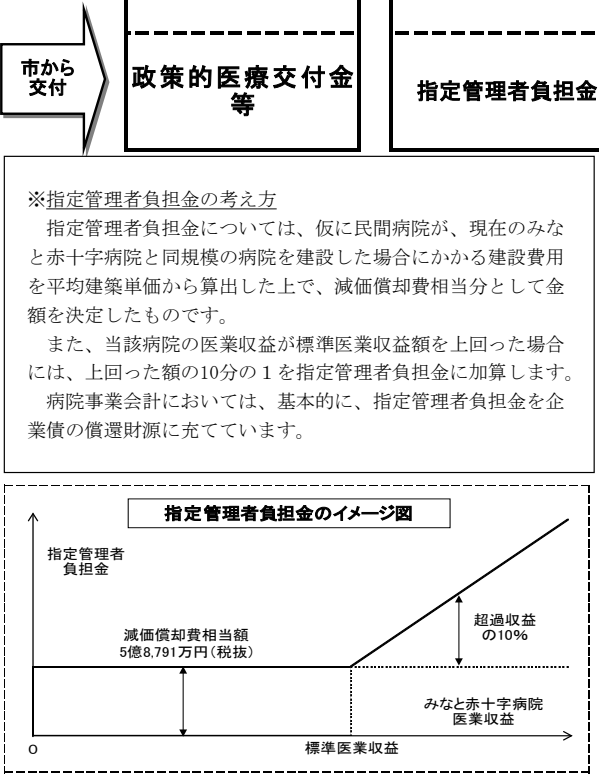 市から
交付
政策的医療交付金
等
指定管理者負担金
※指定管理者負担金の考え方
指定管理者負担金については、仮に民間病院が、現在のみな
と赤十字病院と同規模の病院を建設した場合にかかる建設費用
を平均建築単価から算出した上で、減価償却費相当分として金
額を決定したものです。
また、当該病院の医業収益が標準医業収益額を上回った場合
には、上回った額の10分の１を指定管理者負担金に加算します。
病院事業会計においては、基本的に、指定管理者負担金を企
業債の償還財源に充てています。
指定管理者負担金のイメージ図
指定管理者
負担金
減価償却費相当額
5億8,791万円（税抜）
超過収益
の10%
みなと赤十字病院
医業収益
0
標準医業収益